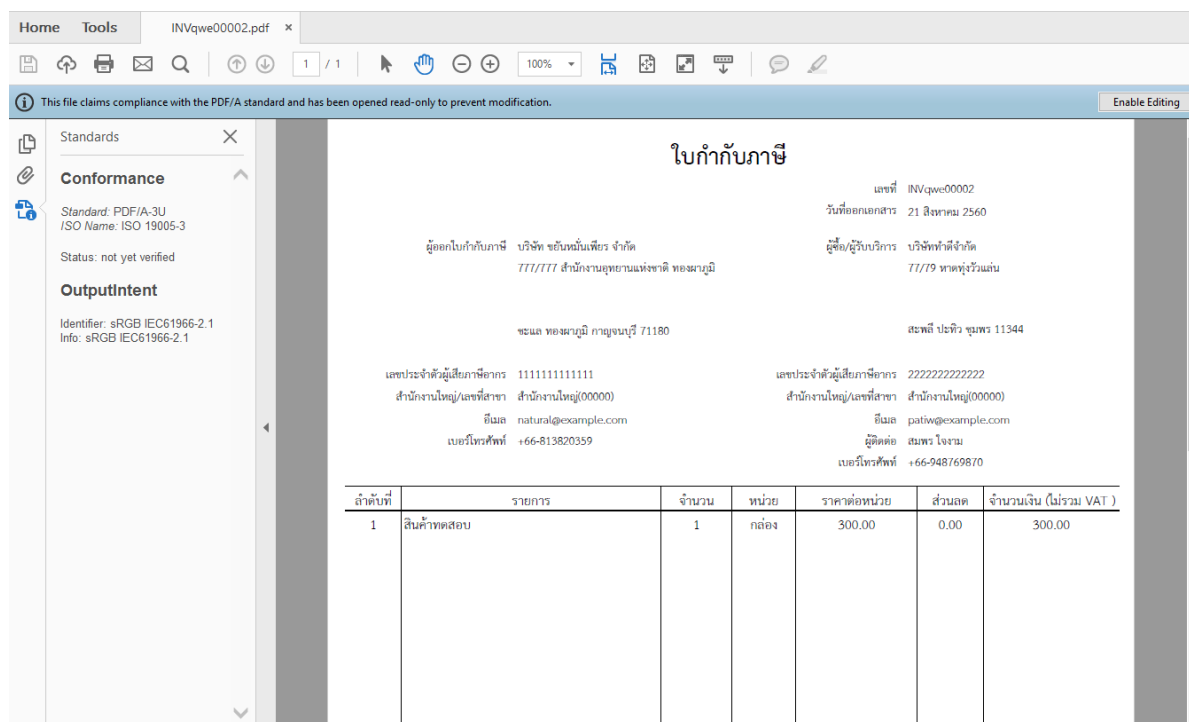 Home Tools INVqwe00002.pdf ×
1 / 1 100%
This file claims compliance with the PDF/A standard and has been opened read-only to prevent modification. Enable Editing
Standards
Conformance
Standard: PDF/A-3U
ISO Name: ISO 19005-3
Status: not yet verified
OutputIntent
Identifier: sRGB IEC61966-2.1
Info: sRGB IEC61966-2.1
ใบกำกับภาษี
เลขที่ INVqwe00002
วันที่ออกเอกสาร 21 สิงหาคม 2560
ผู้ออกใบกำกับภาษี บริษัท ขยันหมั่นเพียร จำกัด ผู้ซื้อ/ผู้รับบริการ บริษัททำดีจำกัด
777/777 สำนักงานอุทยานแห่งชาติ ทองผาภูมิ 77/79 หาดทุ่งวัวแล่น
ชะแล ทองผาภูมิ กาญจนบุรี 71180 สะพลี ปะทิว ชุมพร 11344
เลขประจำตัวผู้เสียภาษีอากร 1111111111111 เลขประจำตัวผู้เสียภาษีอากร 2222222222222
สำนักงานใหญ่/เลขที่สาขา สำนักงานใหญ่(00000) สำนักงานใหญ่/เลขที่สาขา สำนักงานใหญ่(00000)
อีเมล natural@example.com อีเมล patiw@example.com
เบอร์โทรศัพท์ +66-813820359 ผู้ติดต่อ สมพร ใจงาม
เบอร์โทรศัพท์ +66-948769870
ลำดับที่ รายการ จำนวน หน่วย ราคาต่อหน่วย ส่วนลด จำนวนเงิน (ไม่รวม VAT )
1 สินค้าทดสอบ 1 กล่อง 300.00 0.00 300.00